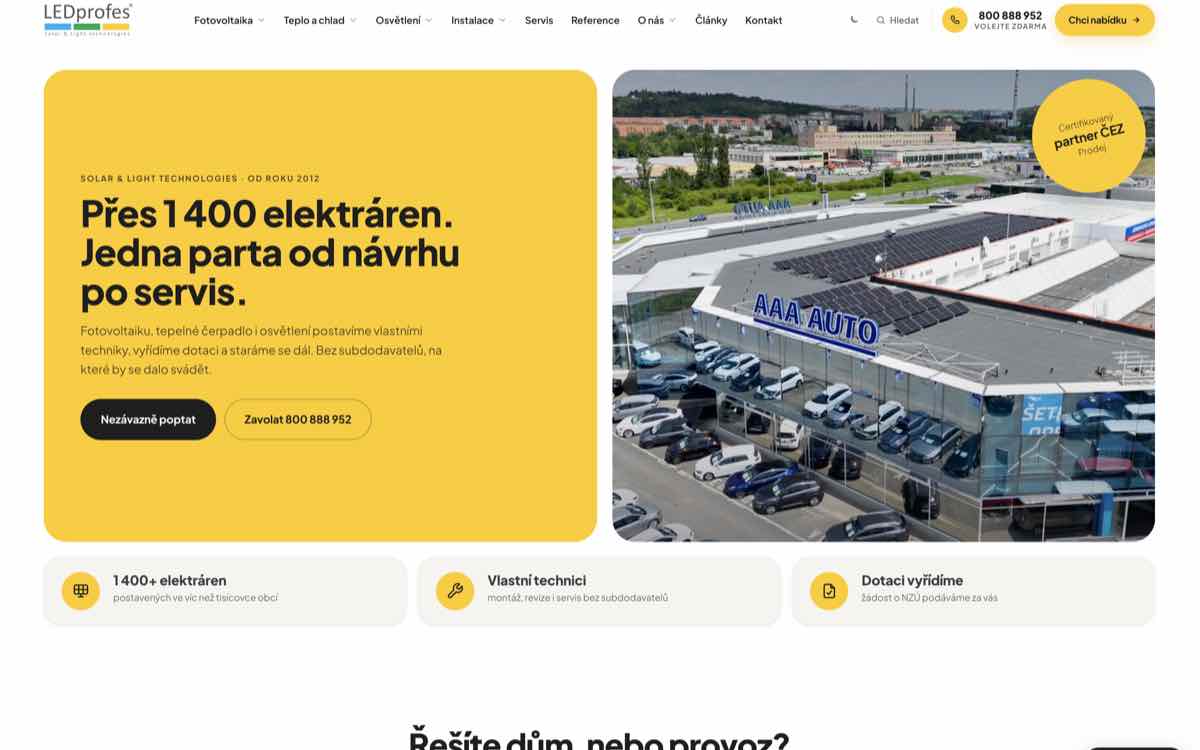 LEDprofes®
solar & light technologies
Fotovoltaika
Teplo a chlad
Osvětlení
Instalace
Servis
Reference
O nás
Články
Kontakt
Hledat
800 888 952
VOLEJTE ZDARMA
Chci nabídku
SOLAR & LIGHT TECHNOLOGIES · OD ROKU 2012
Přes 1 400 elektráren.
Jedna parta od návrhu
po servis.
Fotovoltaiku, tepelné čerpadlo i osvětlení postavíme vlastními
techniky, vyřídíme dotaci a staráme se dál. Bez subdodavatelů, na
které by se dalo svádět.
Nezávazně poptat
Zavolat 800 888 952
Certifikovaný
partner ČEZ
Prodej
AAA AUTO
1 400+ elektráren
postavených ve víc než tisícovce obcí
Vlastní technici
montáž, revize i servis bez subdodavatelů
Dotaci vyřídíme
žádost o NZÚ podáváme za vás
Řešíte dům, nebo provoz?